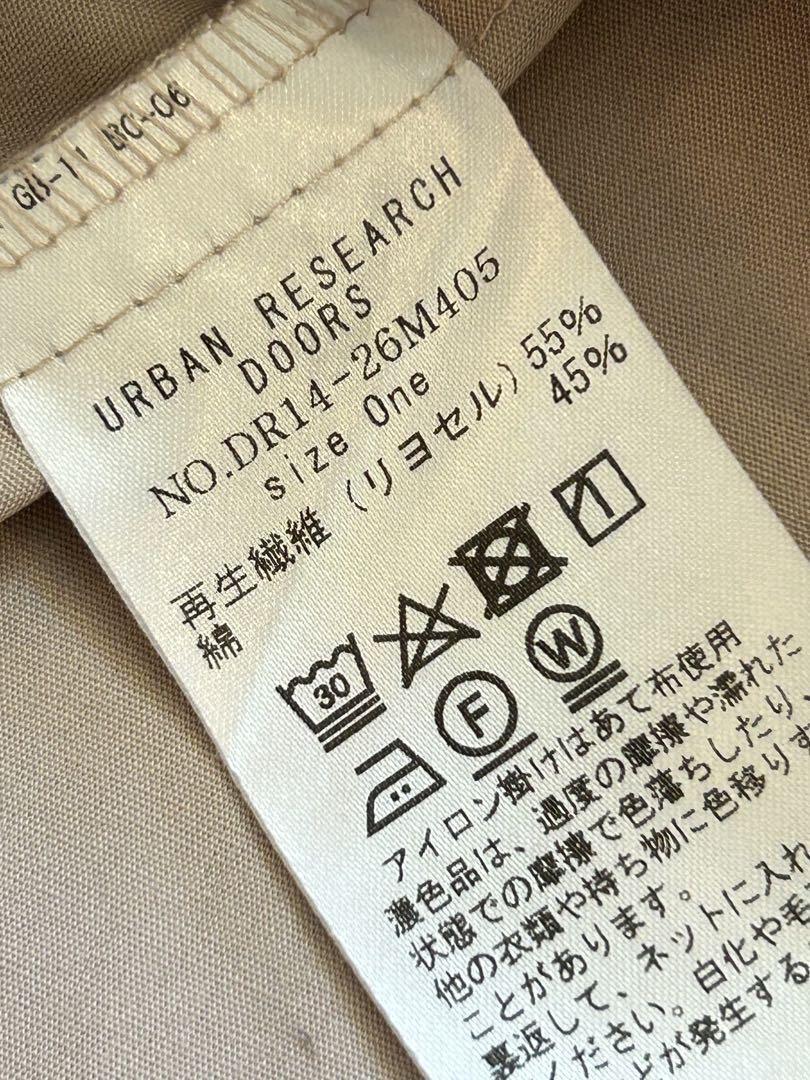 GB-11 BC-06
URBAN RESEARCH
DOORS
NO.DR14-26M405
size One
再生繊維(リヨセル)55%
綿 45%
30
F
W
アイロン掛けはあて布使用
濃色品は、過度の摩擦や濡れた
状態での摩擦で色落ちしたり、
他の衣類や持ち物に色移りす
ことがあります。
裏返して、ネットに入れ
ください。白化や毛
が発生する